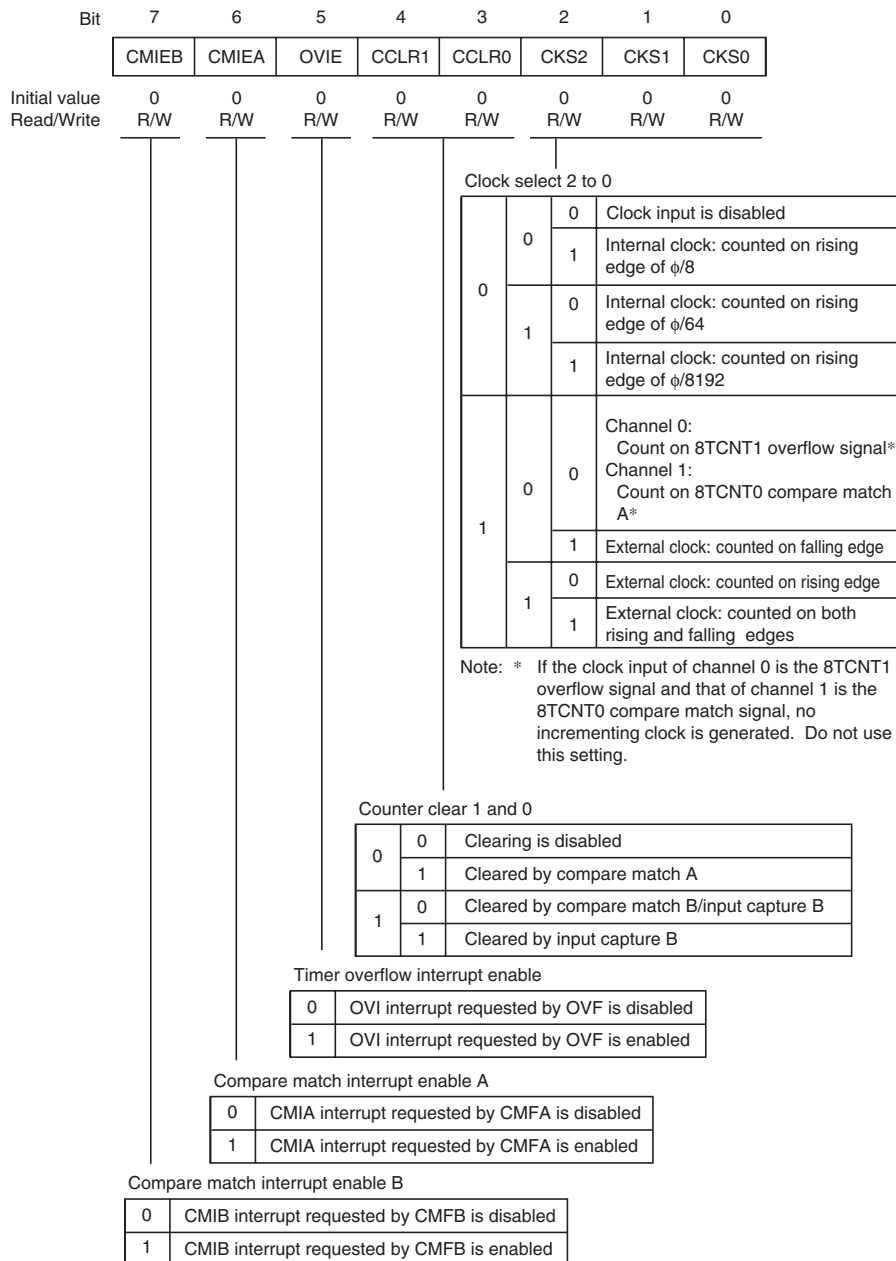 Bit 7 6 5 4 3 2 1 0
CMIEB CMIEA OVIE CCLR1 CCLR0 CKS2 CKS1 CKS0
Initial value 0 0 0 0 0 0 0 0
Read/Write R/W R/W R/W R/W R/W R/W R/W R/W
Clock select 2 to 0
0 0 0 Clock input is disabled
1 Internal clock: counted on rising
edge of ϕ/8
1 0 Internal clock: counted on rising
edge of ϕ/64
1 Internal clock: counted on rising
edge of ϕ/8192
1 0 0 Channel 0:
Count on 8TCNT1 overflow signal*
Channel 1:
Count on 8TCNT0 compare match
A*
1 External clock: counted on falling edge
1 0 External clock: counted on rising edge
1 External clock: counted on both
rising and falling edges
Note: * If the clock input of channel 0 is the 8TCNT1
overflow signal and that of channel 1 is the
8TCNT0 compare match signal, no
incrementing clock is generated. Do not use
this setting.
Counter clear 1 and 0
0 0 Clearing is disabled
1 Cleared by compare match A
1 0 Cleared by compare match B/input capture B
1 Cleared by input capture B
Timer overflow interrupt enable
0 OVI interrupt requested by OVF is disabled
1 OVI interrupt requested by OVF is enabled
Compare match interrupt enable A
0 CMIA interrupt requested by CMFA is disabled
1 CMIA interrupt requested by CMFA is enabled
Compare match interrupt enable B
0 CMIB interrupt requested by CMFB is disabled
1 CMIB interrupt requested by CMFB is enabled